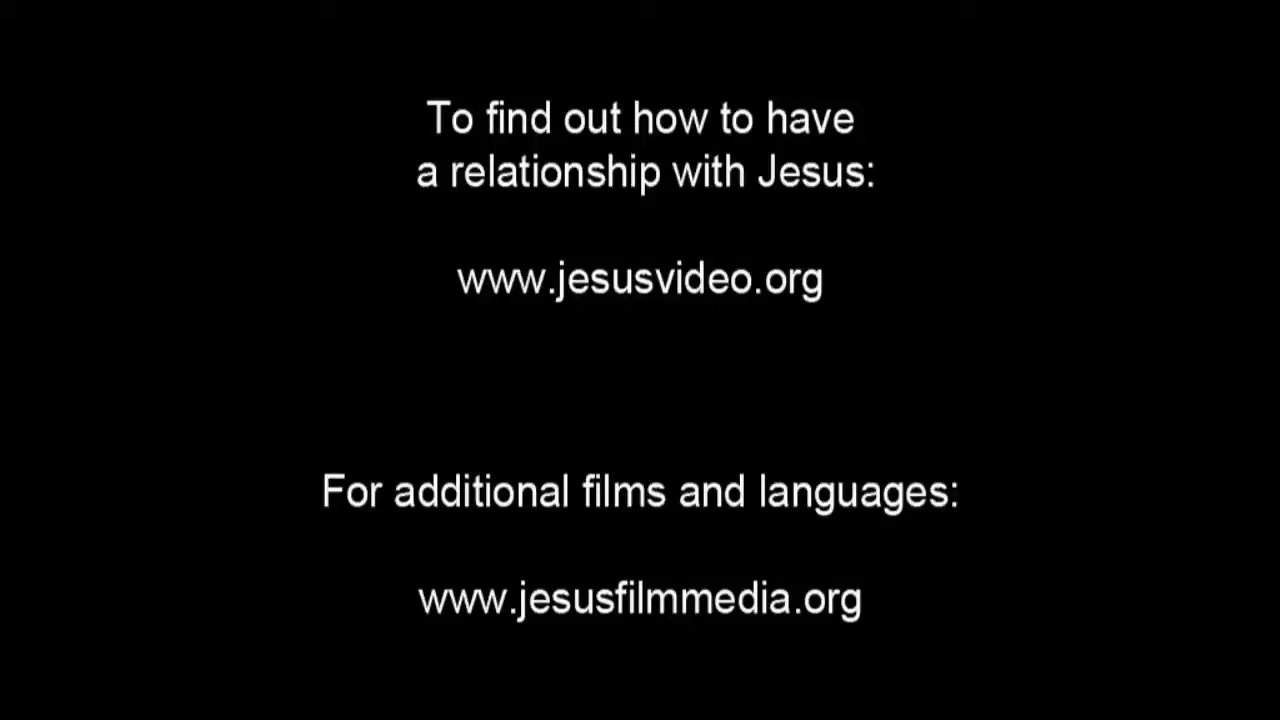 To find out how to have
a relationship with Jesus:
www.jesusvideo.org
For additional films and languages:
www.jesusfilmmedia.org